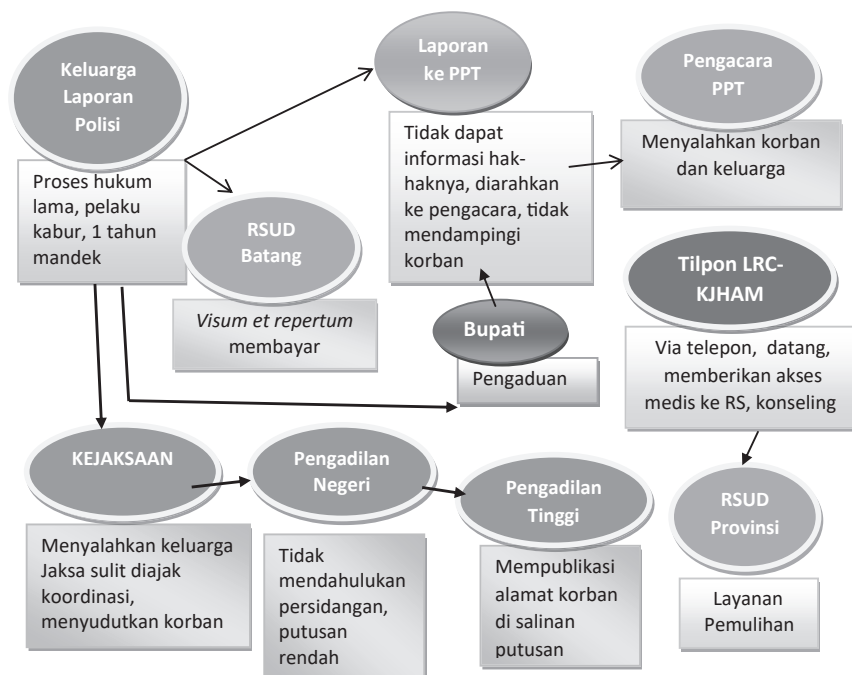 Keluarga
Laporan
Polisi
Proses hukum
lama, pelaku
kabur, 1 tahun
mandek
Laporan
ke PPT
Tidak dapat
informasi hak-
haknya, diarahkan
ke pengacara, tidak
mendampingi
korban
Pengacara
PPT
Menyalahkan korban
dan keluarga
RSUD
Batang
Visum et repertum
membayar
Bupati
Pengaduan
Tilpon LRC-
KJHAM
Via telepon, datang,
memberikan akses
medis ke RS, konseling
KEJAKSAAN
Menyalahkan keluarga
Jaksa sulit diajak
koordinasi,
menyudutkan korban
Pengadilan
Negeri
Tidak
mendahulukan
persidangan,
putusan
rendah
Pengadilan
Tinggi
Mempublikasi
alamat korban
di salinan
putusan
RSUD
Provinsi
Layanan
Pemulihan